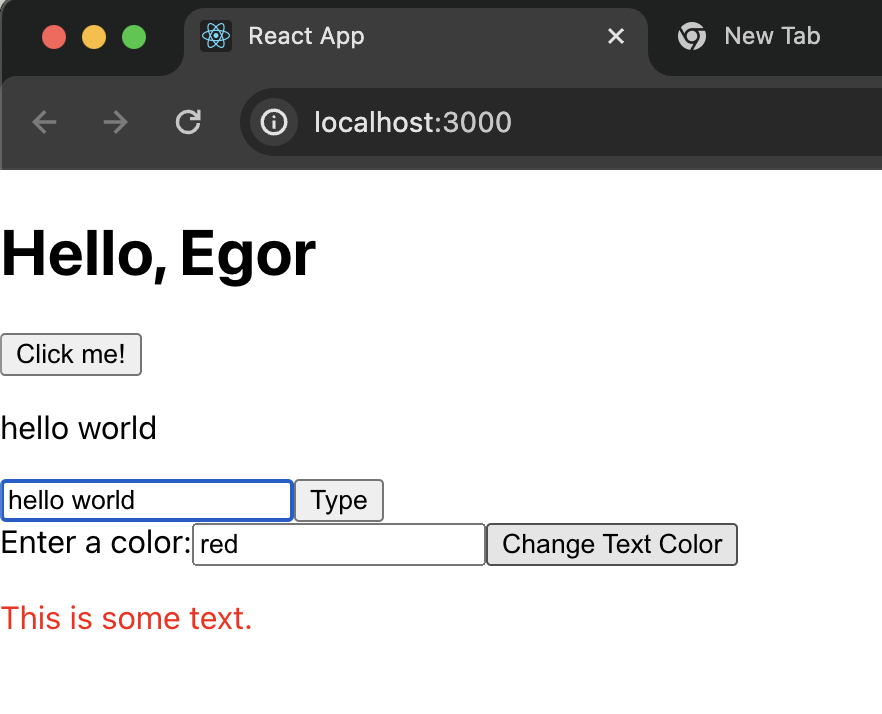 React App
New Tab
localhost:3000
Hello, Egor
Click me!
hello world
hello world Type
Enter a color: red Change Text Color
This is some text.